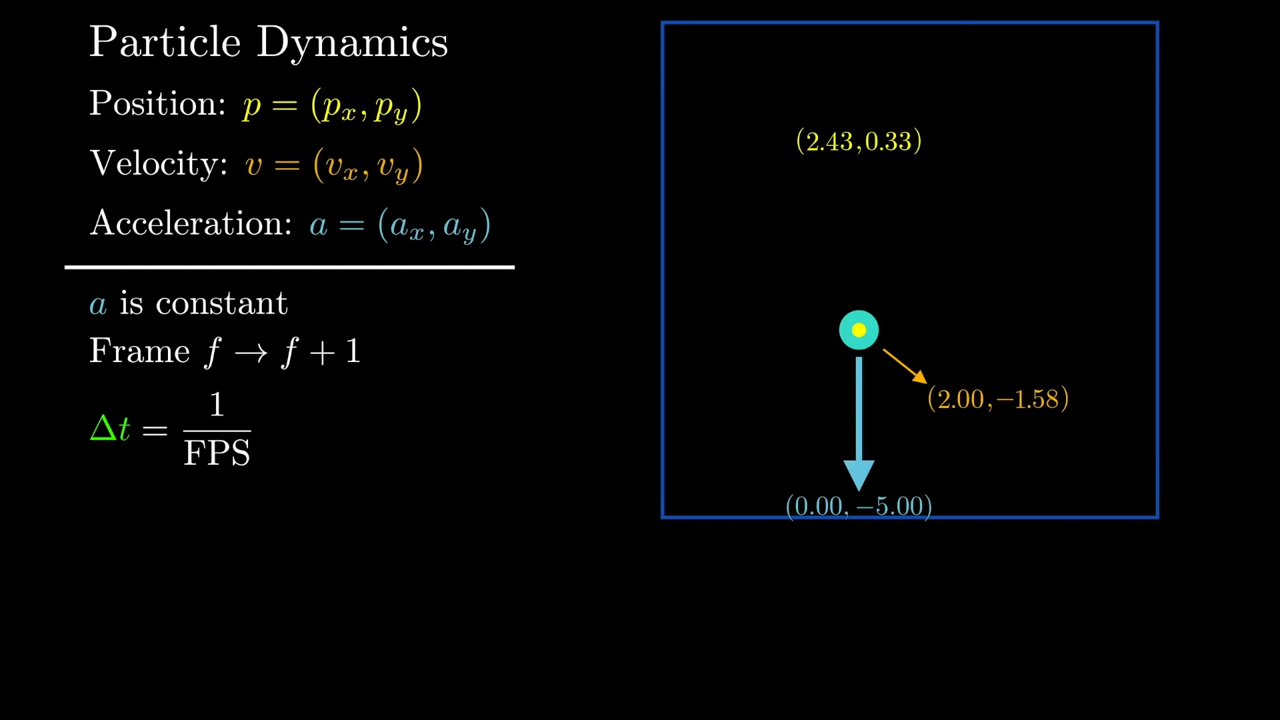 Particle Dynamics
Position: p = (pₓ, p_y)
Velocity: v = (vₓ, v_y)
Acceleration: a = (aₓ, a_y)
a is constant
Frame f → f + 1
Δt = 1/FPS
(2.43, 0.33)
(2.00, −1.58)
(0.00, −5.00)